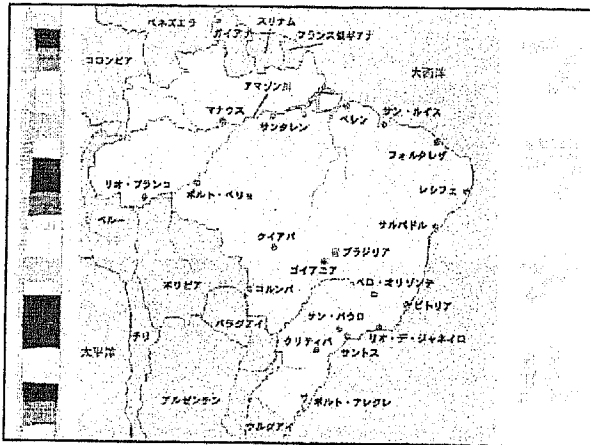 ベネズエラ
スリナム
ガイアナ
フランス領ギアナ
コロンビア
大西洋
アマゾン川
マナウス
サンタレン
ベレン
サン・ルイス
フォルタレザ
リオ・ブランコ
ポルト・ベリョ
レシフェ
ペルー
サルバドル
クイアバ
ブラジリア
ゴイアニア
ボリビア
コルンバ
ベロ・オリゾンテ
ビトリア
パラグアイ
サン・パウロ
チリ
リオ・デ・ジャネイロ
クリティバ
サントス
太平洋
アルゼンチン
ポルト・アレグレ
ウルグアイ